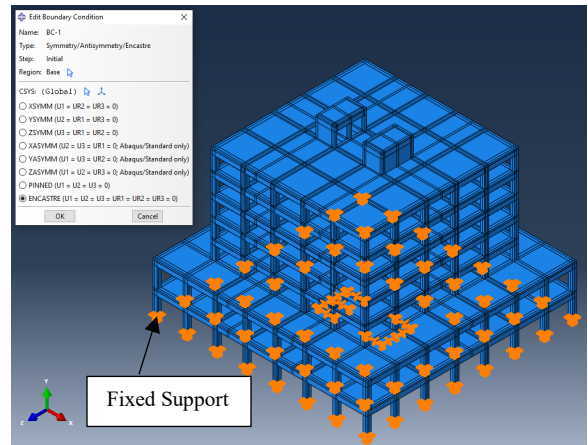 Edit Boundary Condition
Name: BC-1
Type: Symmetry/Antisymmetry/Encastre
Step: Initial
Region: Base
CSYS: (Global)
XSYMM (U1 = UR2 = UR3 = 0)
YSYMM (U2 = UR1 = UR3 = 0)
ZSYMM (U3 = UR1 = UR2 = 0)
XASYMM (U2 = U3 = UR1 = 0; Abaqus/Standard only)
YASYMM (U1 = U3 = UR2 = 0; Abaqus/Standard only)
ZASYMM (U1 = U2 = UR3 = 0; Abaqus/Standard only)
PINNED (U1 = U2 = U3 = 0)
ENCASTRE (U1 = U2 = U3 = UR1 = UR2 = UR3 = 0)
OK Cancel
Fixed Support
Y
Z X